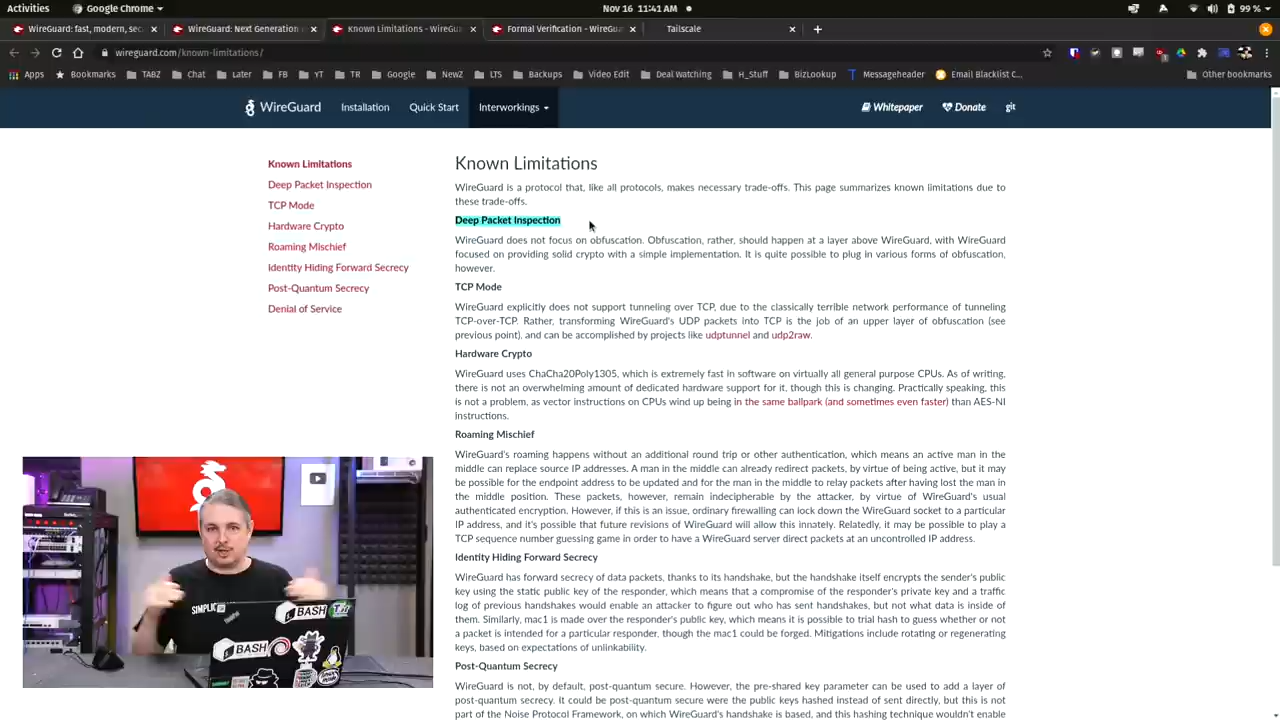 Activities
Google Chrome
Nov 16 11:41 AM
99 %
WireGuard: fast, modern, sec
WireGuard: Next Generation
Known Limitations - WireGu
Formal Verification - WireGu
Tailscale
wireguard.com/known-limitations/
Apps
Bookmarks
TABZ
Chat
Later
YT
TR
Google
NewZ
LTS
Backups
Video Edit
Deal Watching
H_Stuff
BizLookup
Messageheader
Email Blacklist C...
Other bookmarks
WireGuard
Installation
Quick Start
Interworkings
Whitepaper
Donate
git
Known Limitations
Deep Packet Inspection
TCP Mode
Hardware Crypto
Roaming Mischief
Identity Hiding Forward Secrecy
Post-Quantum Secrecy
Denial of Service
Known Limitations
WireGuard is a protocol that, like all protocols, makes necessary trade-offs. This page summarizes known limitations due to
these trade-offs.
Deep Packet Inspection
WireGuard does not focus on obfuscation. Obfuscation, rather, should happen at a layer above WireGuard, with WireGuard
focused on providing solid crypto with a simple implementation. It is quite possible to plug in various forms of obfuscation,
however.
TCP Mode
WireGuard explicitly does not support tunneling over TCP, due to the classically terrible network performance of tunneling
TCP-over-TCP. Rather, transforming WireGuard's UDP packets into TCP is the job of an upper layer of obfuscation (see
previous point), and can be accomplished by projects like udptunnel and udp2raw.
Hardware Crypto
WireGuard uses ChaCha20Poly1305, which is extremely fast in software on virtually all general purpose CPUs. As of writing,
there is not an overwhelming amount of dedicated hardware support for it, though this is changing. Practically speaking, this
is not a problem, as vector instructions on CPUs wind up being in the same ballpark (and sometimes even faster) than AES-NI
instructions.
Roaming Mischief
WireGuard's roaming happens without an additional round trip or other authentication, which means an active man in the
middle can replace source IP addresses. A man in the middle can already redirect packets, by virtue of being active, but it may
be possible for the endpoint address to be updated and for the man in the middle to relay packets after having lost the man in
the middle position. These packets, however, remain indecipherable by the attacker, by virtue of WireGuard's usual
authenticated encryption. However, if this is an issue, ordinary firewalling can lock down the WireGuard socket to a particular
IP address, and it's possible that future revisions of WireGuard will allow this innately. Relatedly, it may be possible to play a
TCP sequence number guessing game in order to have a WireGuard server direct packets at an uncontrolled IP address.
Identity Hiding Forward Secrecy
WireGuard has forward secrecy of data packets, thanks to its handshake, but the handshake itself encrypts the sender's public
key using the static public key of the responder, which means that a compromise of the responder's private key and a traffic
log of previous handshakes would enable an attacker to figure out who has sent handshakes, but not what data is inside of
them. Similarly, mac1 is made over the responder's public key, which means it is possible to trial hash to guess whether or not
a packet is intended for a particular responder, though the mac1 could be forged. Mitigations include rotating or regenerating
keys, based on expectations of unlinkability.
Post-Quantum Secrecy
WireGuard is not, by default, post-quantum secure. However, the pre-shared key parameter can be used to add a layer of
post-quantum secrecy. It could be post-quantum secure were the public keys hashed instead of sent directly, but this is not
part of the Noise Protocol Framework, on which WireGuard's handshake is based, and this hashing technique wouldn't enable
BASH
BASH